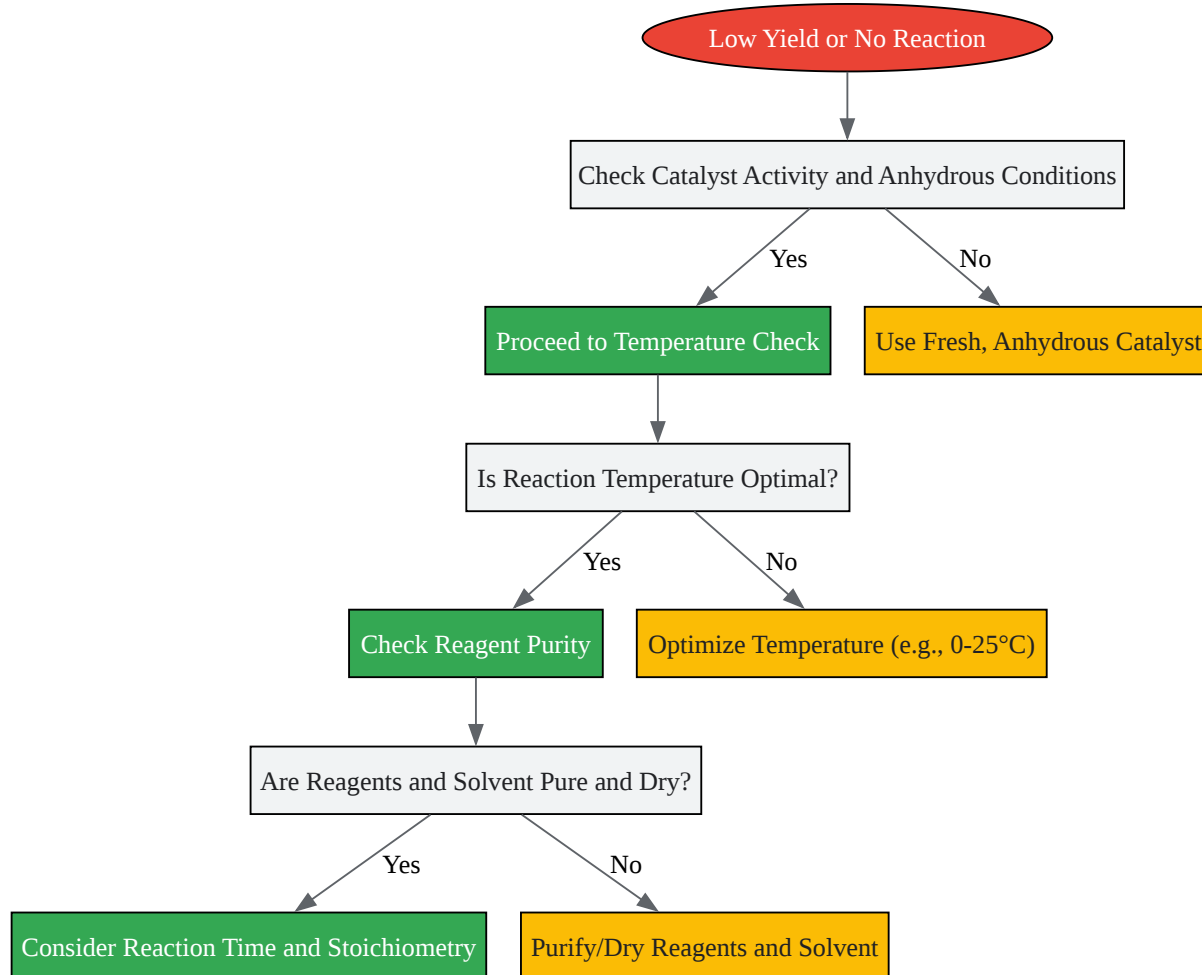 Low Yield or No Reaction
Check Catalyst Activity and Anhydrous Conditions
Yes
No
Proceed to Temperature Check
Use Fresh, Anhydrous Catalyst
Is Reaction Temperature Optimal?
Yes
No
Check Reagent Purity
Optimize Temperature (e.g., 0-25°C)
Are Reagents and Solvent Pure and Dry?
Yes
No
Consider Reaction Time and Stoichiometry
Purify/Dry Reagents and Solvent